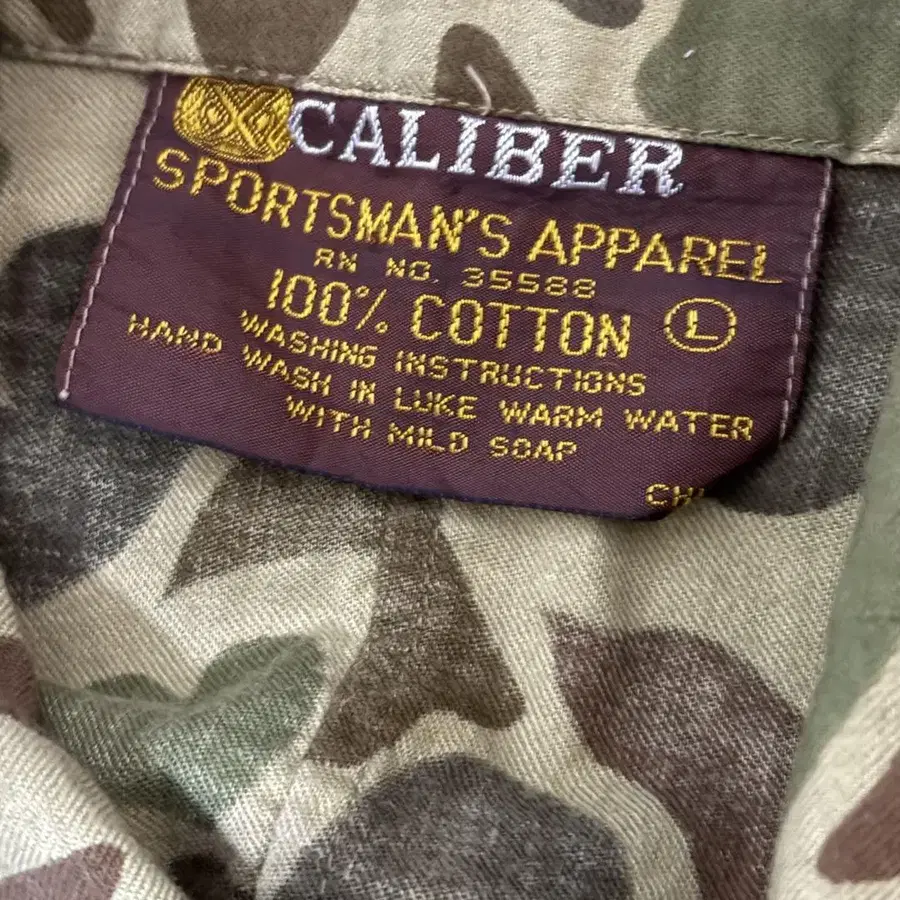 CALIBER
SPORTSMAN'S APPAREL
RN NO. 35588
100% COTTON L
WASHING INSTRUCTIONS
HAND WASH IN LUKE WARM WATER
WITH MILD SOAP